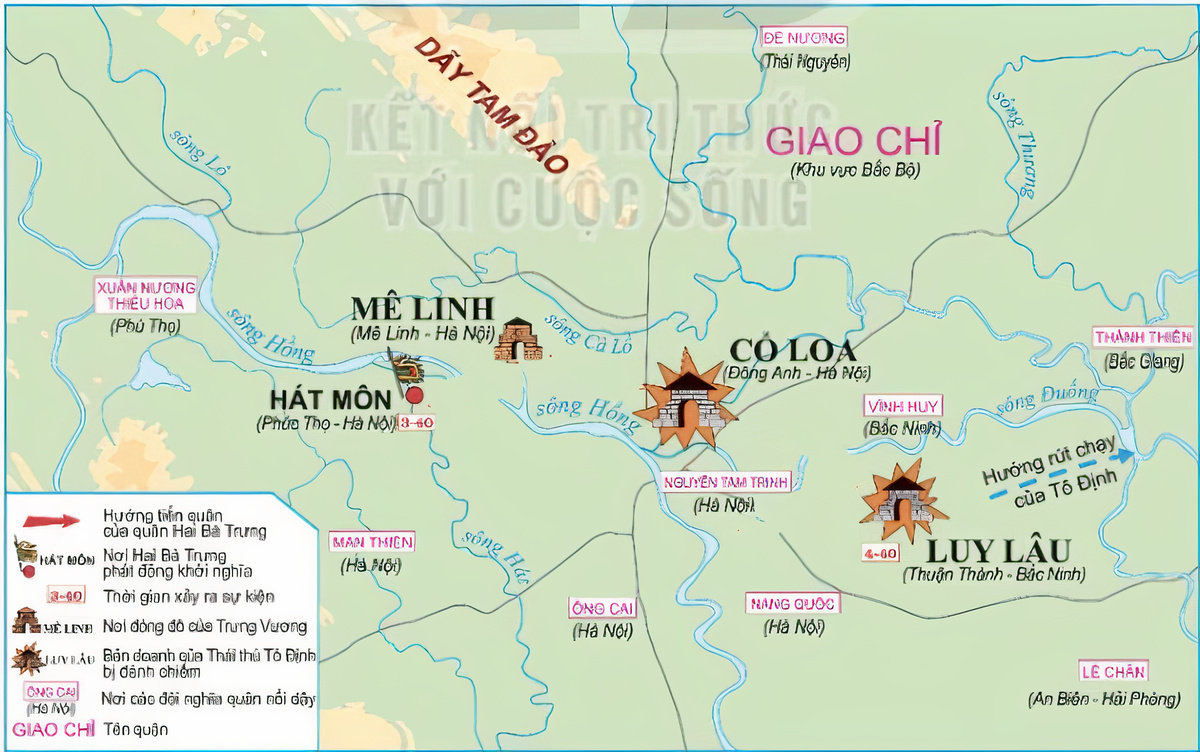 ĐÊ NƯƠNG
(Thái Nguyên)
DÃY TAM ĐẢO
KẾT NỐI TRI THỨC
VỚI CUỘC SỐNG
GIAO CHỈ
(Khu vực Bắc Bộ)
sông Thương
sông Lô
XUÂN NƯƠNG
THIỀU HOA
(Phú Thọ)
sông Hồng
MÊ LINH
(Mê Linh - Hà Nội)
sông Cà Lồ
HÁT MÔN
(Phúc Thọ - Hà Nội)
3-40
CỔ LOA
(Đông Anh - Hà Nội)
sông Hồng
THÁNH THIÊN
(Bắc Giang)
VĨNH HUY
(Bắc Ninh)
sông Đuống
Hướng rút chạy
của Tô Định
NGUYỄN TAM TRINH
(Hà Nội)
4-40
LUY LÂU
(Thuận Thành - Bắc Ninh)
MAN THIỆN
(Hà Nội)
sông Hát
ÔNG CAI
(Hà Nội)
NÀNG QUỐC
(Hà Nội)
LÊ CHÂN
(An Biên - Hải Phòng)
Hướng tiến quân
của quân Hai Bà Trưng
HÁT MÔN
Nơi Hai Bà Trưng
phát động khởi nghĩa
3-40
Thời gian xảy ra sự kiện
MÊ LINH
Nơi đóng đô của Trưng Vương
LUY LÂU
Bản doanh của Thái thú Tô Định
bị đánh chiếm
ÔNG CAI
(Hà Nội)
Nơi các đội nghĩa quân nổi dậy
GIAO CHỈ
Tên quận